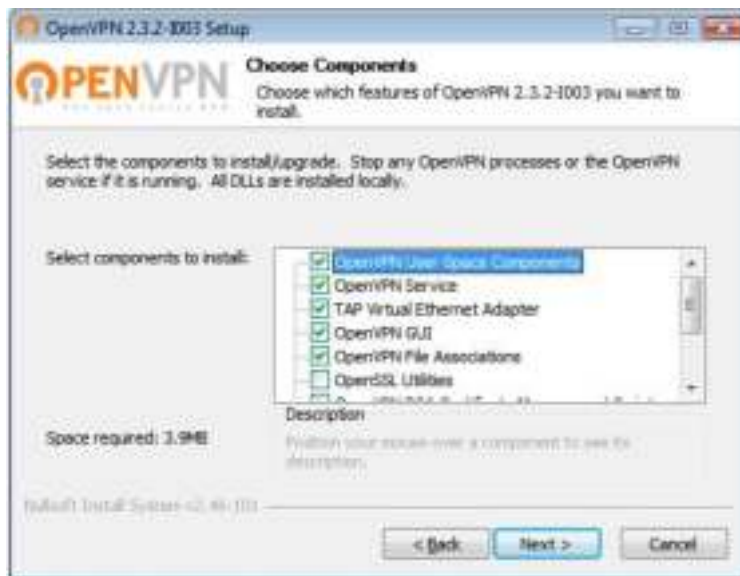 OpenVPN 2.3.2-I003 Setup
OPENVPN
Choose Components
Choose which features of OpenVPN 2.3.2-I003 you want to
install.
Select the components to install/upgrade. Stop any OpenVPN processes or the OpenVPN
service if it is running. All DLLs are installed locally.
Select components to install:
OpenVPN User Space Components
OpenVPN Service
TAP Virtual Ethernet Adapter
OpenVPN GUI
OpenVPN File Associations
OpenSSL Utilities
Description
Space required: 3.9MB
Position your mouse over a component to see its
description.
Nullsoft Install System
< Back
Next >
Cancel